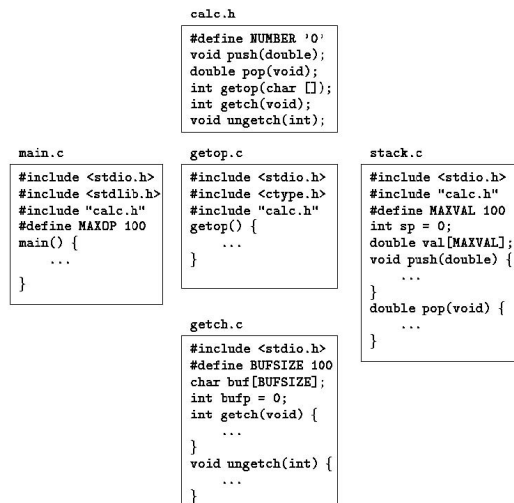 calc.h
#define NUMBER '0'
void push(double);
double pop(void);
int getop(char []);
int getch(void);
void ungetch(int);
main.c
#include <stdio.h>
#include <stdlib.h>
#include "calc.h"
#define MAXOP 100
main() {
...
}
getop.c
#include <stdio.h>
#include <ctype.h>
#include "calc.h"
getop() {
...
}
getch.c
#include <stdio.h>
#define BUFSIZE 100
char buf[BUFSIZE];
int bufp = 0;
int getch(void) {
...
}
void ungetch(int) {
...
}
stack.c
#include <stdio.h>
#include "calc.h"
#define MAXVAL 100
int sp = 0;
double val[MAXVAL];
void push(double) {
...
}
double pop(void) {
...
}